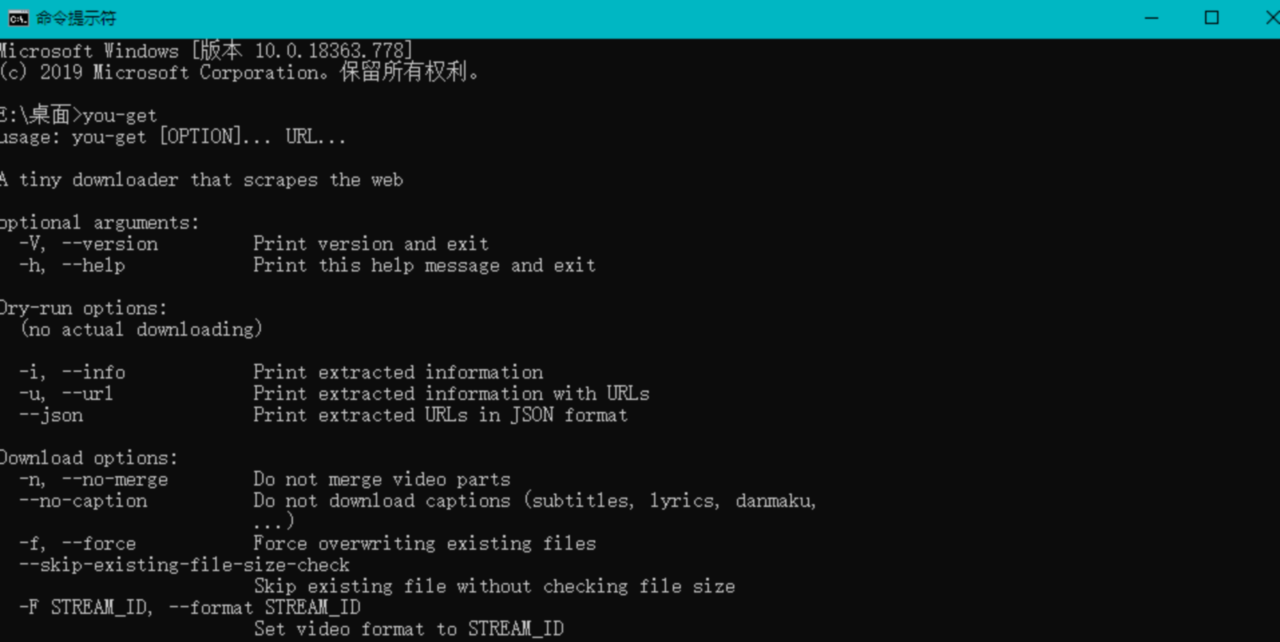 命令提示符
Microsoft Windows [版本 10.0.18363.778]
(c) 2019 Microsoft Corporation。保留所有权利。
E:\桌面>you-get
usage: you-get [OPTION]... URL...
A tiny downloader that scrapes the web
optional arguments:
-V, --version Print version and exit
-h, --help Print this help message and exit
Dry-run options:
(no actual downloading)
-i, --info Print extracted information
-u, --url Print extracted information with URLs
--json Print extracted URLs in JSON format
Download options:
-n, --no-merge Do not merge video parts
--no-caption Do not download captions (subtitles, lyrics, danmaku,
...)
-f, --force Force overwriting existing files
--skip-existing-file-size-check
Skip existing file without checking file size
-F STREAM_ID, --format STREAM_ID
Set video format to STREAM_ID